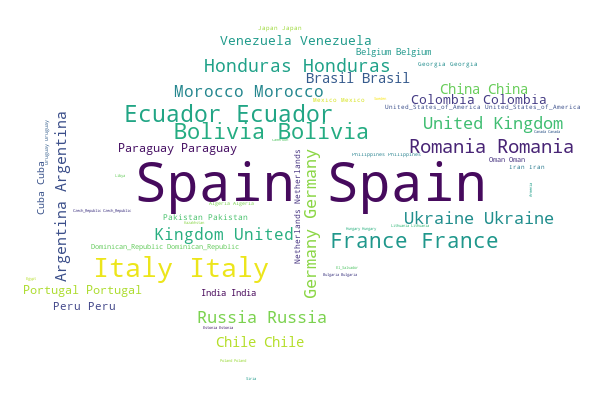 Japan Japan
Venezuela Venezuela
Belgium Belgium
Honduras Honduras
Georgia Georgia
Brasil Brasil
Morocco Morocco
China China
Mexico Mexico
Colombia Colombia
United_States_of_America United_States_of_America
Ecuador Ecuador
United Kingdom
Bolivia Bolivia
Canada Canada
Romania Romania
Paraguay Paraguay
Philippines Philippines
Oman Oman
Iran Iran
Uruguay Uruguay
Cuba Cuba
Argentina Argentina
Spain Spain
Netherlands Netherlands
Germany Germany
Algeria Algeria
Czech_Republic Czech_Republic
Pakistan Pakistan
Ukraine Ukraine
Lithuania Lithuania
Hungary Hungary
Kingdom United
France France
Dominican_Republic Dominican_Republic
Italy Italy
El_Salvador
Bulgaria Bulgaria
Portugal Portugal
India India
Peru Peru
Russia Russia
Estonia Estonia
Chile Chile
Poland Poland